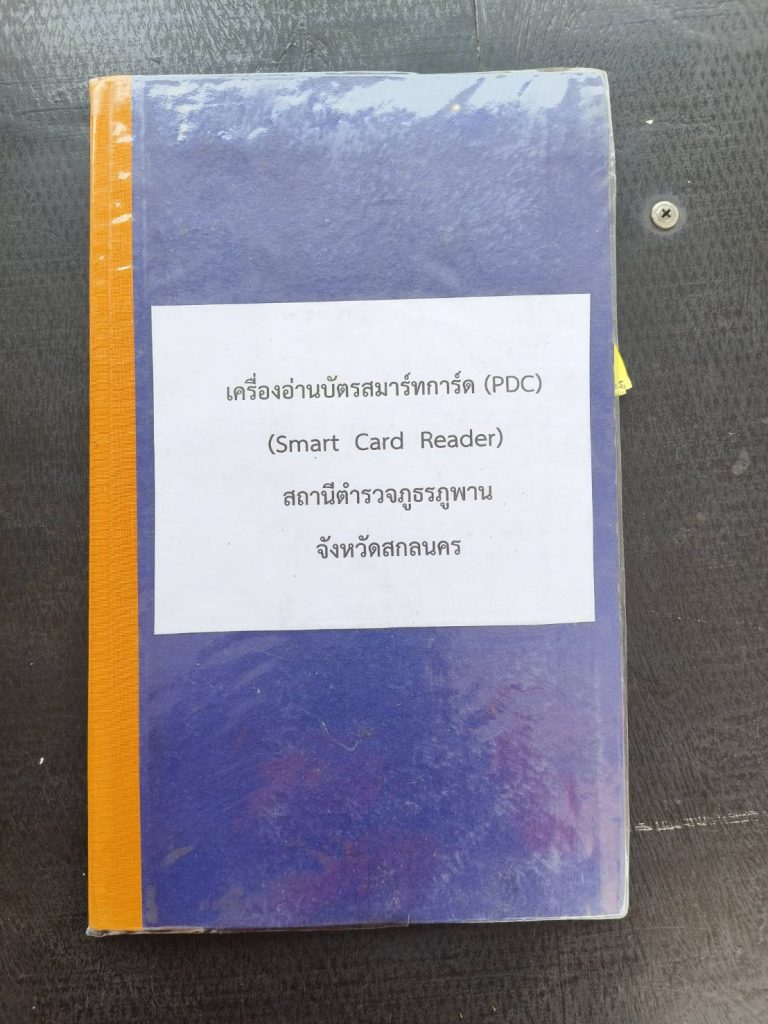 เครื่องอ่านบัตรสมาร์ทการ์ด (PDC)
(Smart Card Reader)
สถานีตำรวจภูธรภูพาน
จังหวัดสกลนคร